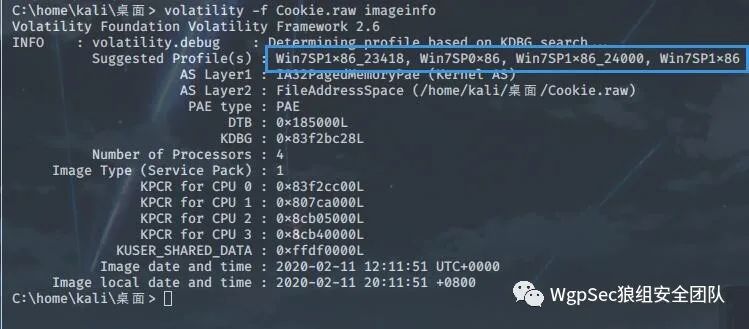 C:\home\kali\桌面> volatility -f Cookie.raw imageinfo
Volatility Foundation Volatility Framework 2.6
INFO    : volatility.debug    : Determining profile based on KDBG search...
Suggested Profile(s) : Win7SP1×86_23418, Win7SP0×86, Win7SP1×86_24000, Win7SP1×86
AS Layer1 : IA32PagedMemoryPae (Kernel AS)
AS Layer2 : FileAddressSpace (/home/kali/桌面/Cookie.raw)
PAE type : PAE
DTB : 0×185000L
KDBG : 0×83f2bc28L
Number of Processors : 4
Image Type (Service Pack) : 1
KPCR for CPU 0 : 0×83f2cc00L
KPCR for CPU 1 : 0×807ca000L
KPCR for CPU 2 : 0×8cb05000L
KPCR for CPU 3 : 0×8cb40000L
KUSER_SHARED_DATA : 0×ffdf0000L
Image date and time : 2020-02-11 12:11:51 UTC+0000
Image local date and time : 2020-02-11 20:11:51 +0800
C:\home\kali\桌面>
WgpSec狼组安全团队